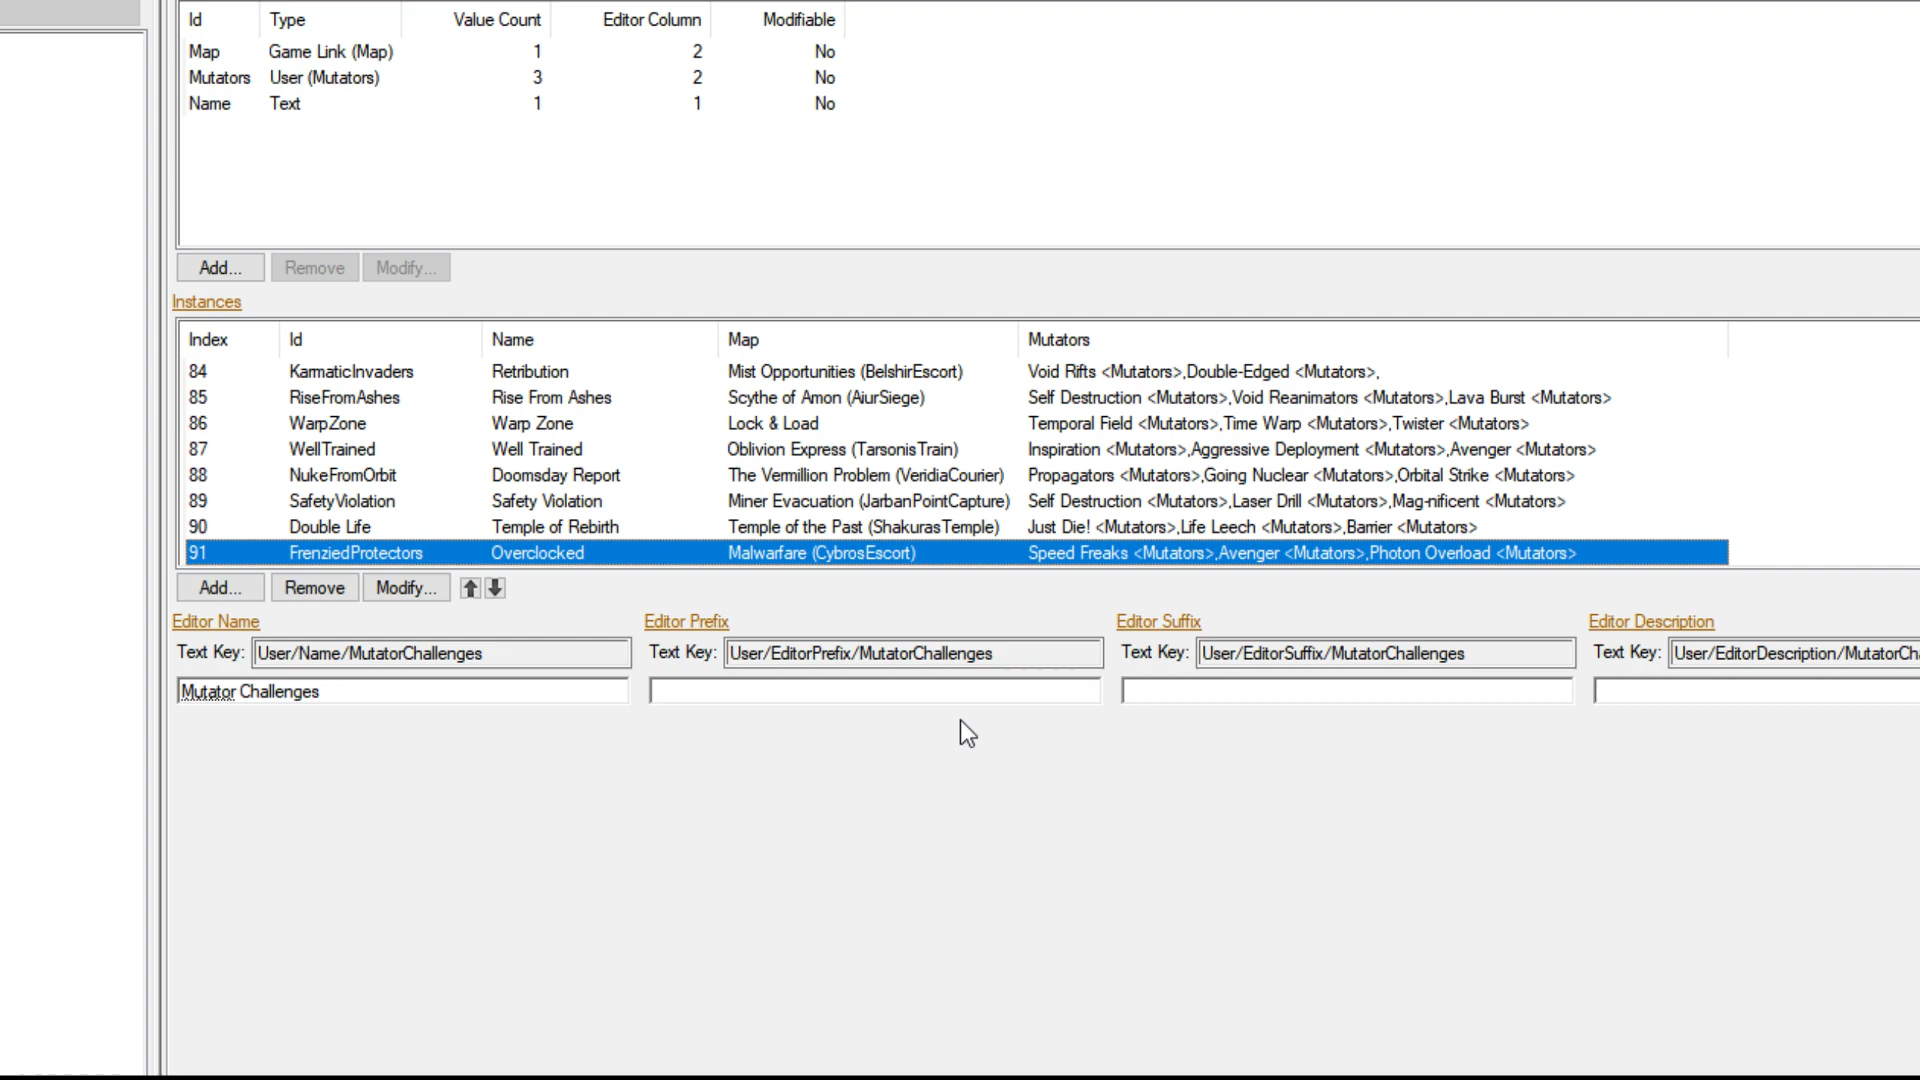 Id Type Value Count Editor Column Modifiable
Map Game Link (Map) 1 2 No
Mutators User (Mutators) 3 2 No
Name Text 1 1 No
Add... Remove Modify...
Instances
Index Id Name Map Mutators
84 KarmaticInvaders Retribution Mist Opportunities (BelshirEscort) Void Rifts <Mutators>,Double-Edged <Mutators>,
85 RiseFromAshes Rise From Ashes Scythe of Amon (AiurSiege) Self Destruction <Mutators>,Void Reanimators <Mutators>,Lava Burst <Mutators>
86 WarpZone Warp Zone Lock & Load Temporal Field <Mutators>,Time Warp <Mutators>,Twister <Mutators>
87 WellTrained Well Trained Oblivion Express (TarsonisTrain) Inspiration <Mutators>,Aggressive Deployment <Mutators>,Avenger <Mutators>
88 NukeFromOrbit Doomsday Report The Vermillion Problem (VeridiaCourier) Propagators <Mutators>,Going Nuclear <Mutators>,Orbital Strike <Mutators>
89 SafetyViolation Safety Violation Miner Evacuation (JarbanPointCapture) Self Destruction <Mutators>,Laser Drill <Mutators>,Mag-nificent <Mutators>
90 Double Life Temple of Rebirth Temple of the Past (ShakurasTemple) Just Die! <Mutators>,Life Leech <Mutators>,Barrier <Mutators>
91 FrenziedProtectors Overclocked Malwarfare (CybrosEscort) Speed Freaks <Mutators>,Avenger <Mutators>,Photon Overload <Mutators>
Add... Remove Modify...
Editor Name Editor Prefix Editor Suffix Editor Description
Text Key: User/Name/MutatorChallenges Text Key: User/EditorPrefix/MutatorChallenges Text Key: User/EditorSuffix/MutatorChallenges Text Key: User/EditorDescription/MutatorCha
Mutator Challenges